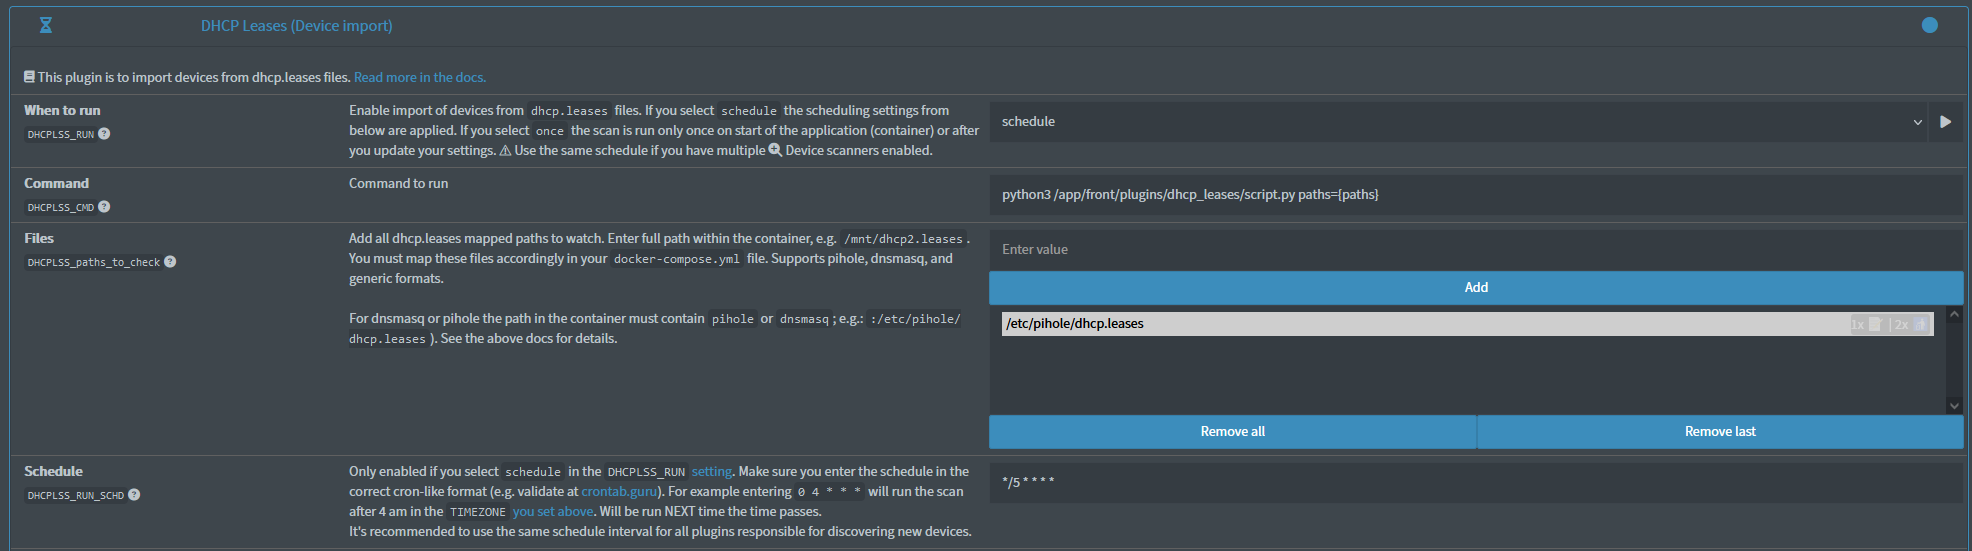 DHCP Leases (Device import)
This plugin is to import devices from dhcp.leases files. Read more in the docs.
When to run
DHCPLSS_RUN
Enable import of devices from dhcp.leases files. If you select schedule the scheduling settings from
below are applied. If you select once the scan is run only once on start of the application (container) or after
you update your settings. ⚠ Use the same schedule if you have multiple Device scanners enabled.
schedule
Command
DHCPLSS_CMD
Command to run
python3 /app/front/plugins/dhcp_leases/script.py paths={paths}
Files
DHCPLSS_paths_to_check
Add all dhcp.leases mapped paths to watch. Enter full path within the container, e.g. /mnt/dhcp2.leases.
You must map these files accordingly in your docker-compose.yml file. Supports pihole, dnsmasq, and
generic formats.
For dnsmasq or pihole the path in the container must contain pihole or dnsmasq; e.g.: :/etc/pihole/
dhcp.leases). See the above docs for details.
Enter value
Add
/etc/pihole/dhcp.leases
1x | 2x
Remove all
Remove last
Schedule
DHCPLSS_RUN_SCHD
Only enabled if you select schedule in the DHCPLSS_RUN setting. Make sure you enter the schedule in the
correct cron-like format (e.g. validate at crontab.guru). For example entering 0 4 * * * will run the scan
after 4 am in the TIMEZONE you set above. Will be run NEXT time the time passes.
It's recommended to use the same schedule interval for all plugins responsible for discovering new devices.
*/5 * * * *